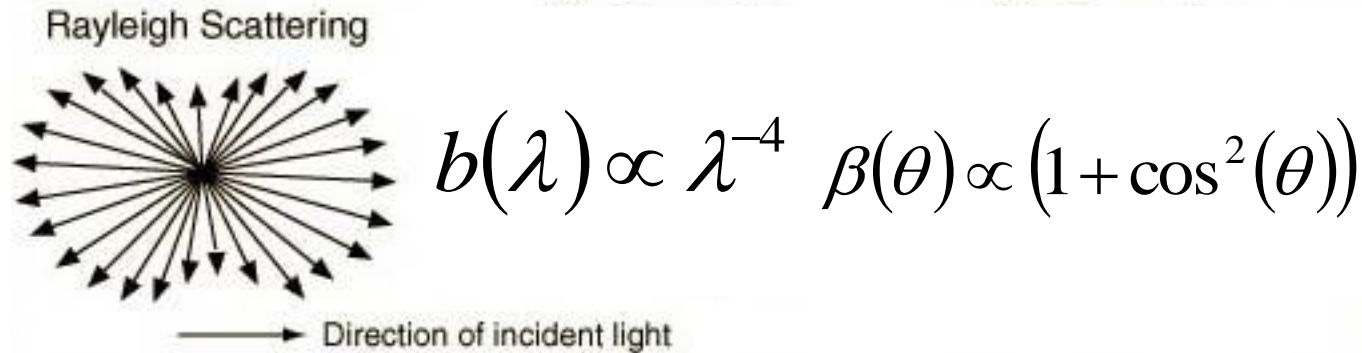 Rayleigh Scattering
b(λ) ∝ λ⁻⁴ β(θ) ∝ (1 + cos²(θ))
Direction of incident light